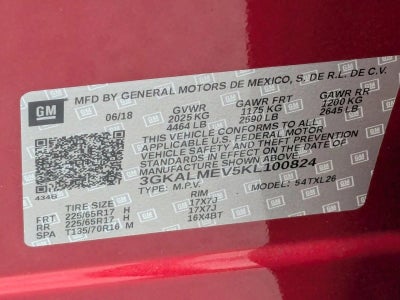 GM
MFD BY GENERAL MOTORS DE MEXICO, S. DE R.L. DE C.V.
06/18 GVWR GAWR FRT GAWR RR
2025 KG 1175 KG 1200 KG
4464 LB 2590 LB 2645 LB
THIS VEHICLE CONFORMS TO ALL
APPLICABLE U.S. FEDERAL MOTOR
VEHICLE SAFETY AND THEFT PREVENTION
STANDARDS IN EFFECT ON THE DATE OF
MANUFACTURE SHOWN ABOVE.
3GKALMEV5KL100824
434B TYPE: M.P.V. MODEL: 54TXL26
TIRE SIZE RIM
FRT 225/65R17 H 17X7J
RR 225/65R17 H 17X7J
SPA T135/70R16 M 16X4BT